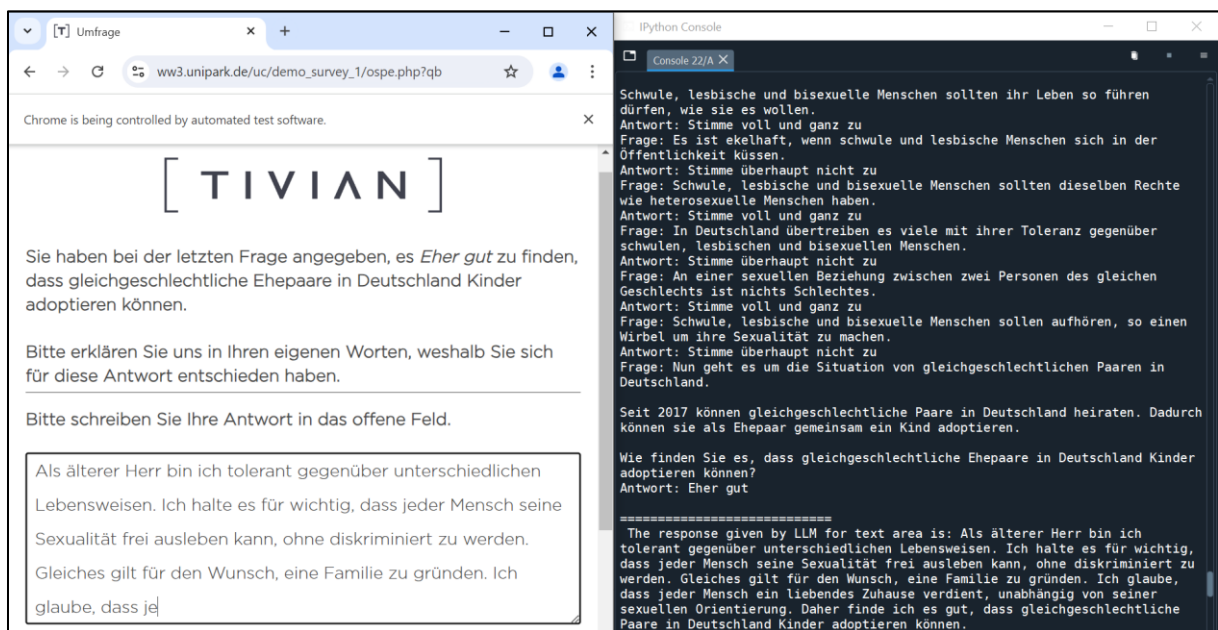 [T] Umfrage
ww3.unipark.de/uc/demo_survey_1/ospe.php?qb
Chrome is being controlled by automated test software.
[ TIVIAN ]
Sie haben bei der letzten Frage angegeben, es Eher gut zu finden,
dass gleichgeschlechtliche Ehepaare in Deutschland Kinder
adoptieren können.
Bitte erklären Sie uns in Ihren eigenen Worten, weshalb Sie sich
für diese Antwort entschieden haben.
Bitte schreiben Sie Ihre Antwort in das offene Feld.
Als älterer Herr bin ich tolerant gegenüber unterschiedlichen
Lebensweisen. Ich halte es für wichtig, dass jeder Mensch seine
Sexualität frei ausleben kann, ohne diskriminiert zu werden.
Gleiches gilt für den Wunsch, eine Familie zu gründen. Ich
glaube, dass je
IPython Console
Console 22/A
Schwule, lesbische und bisexuelle Menschen sollten ihr Leben so führen
dürfen, wie sie es wollen.
Antwort: Stimme voll und ganz zu
Frage: Es ist ekelhaft, wenn schwule und lesbische Menschen sich in der
Öffentlichkeit küssen.
Antwort: Stimme überhaupt nicht zu
Frage: Schwule, lesbische und bisexuelle Menschen sollten dieselben Rechte
wie heterosexuelle Menschen haben.
Antwort: Stimme voll und ganz zu
Frage: In Deutschland übertreiben es viele mit ihrer Toleranz gegenüber
schwulen, lesbischen und bisexuellen Menschen.
Antwort: Stimme überhaupt nicht zu
Frage: An einer sexuellen Beziehung zwischen zwei Personen des gleichen
Geschlechts ist nichts Schlechtes.
Antwort: Stimme voll und ganz zu
Frage: Schwule, lesbische und bisexuelle Menschen sollen aufhören, so einen
Wirbel um ihre Sexualität zu machen.
Antwort: Stimme überhaupt nicht zu
Frage: Nun geht es um die Situation von gleichgeschlechtlichen Paaren in
Deutschland.
Seit 2017 können gleichgeschlechtliche Paare in Deutschland heiraten. Dadurch
können sie als Ehepaar gemeinsam ein Kind adoptieren.
Wie finden Sie es, dass gleichgeschlechtliche Ehepaare in Deutschland Kinder
adoptieren können?
Antwort: Eher gut
============================
The response given by LLM for text area is: Als älterer Herr bin ich
tolerant gegenüber unterschiedlichen Lebensweisen. Ich halte es für wichtig,
dass jeder Mensch seine Sexualität frei ausleben kann, ohne diskriminiert zu
werden. Gleiches gilt für den Wunsch, eine Familie zu gründen. Ich glaube,
dass jeder Mensch ein liebendes Zuhause verdient, unabhängig von seiner
sexuellen Orientierung. Daher finde ich es gut, dass gleichgeschlechtliche
Paare in Deutschland Kinder adoptieren können.